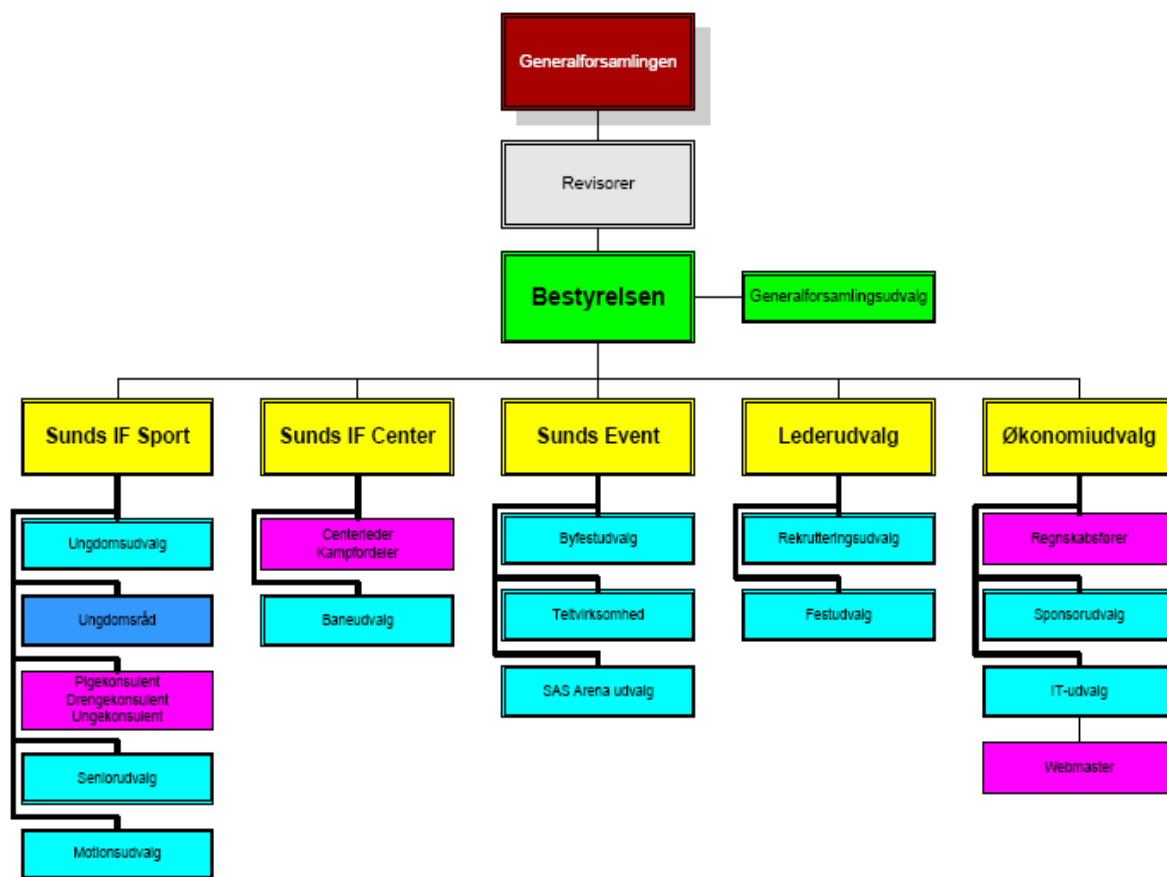 Generalforsamlingen
Revisorer
Bestyrelsen
Generalforsamlingsudvalg
Sunds IF Sport
Sunds IF Center
Sunds Event
Lederudvalg
Økonomiudvalg
Ungdomsudvalg
Ungdomsråd
Pigekonsulent
Drengekonsulent
Ungekonsulent
Seniorudvalg
Motionsudvalg
Centerleder
Kampfordeler
Baneudvalg
Byfestudvalg
Teltvirksomhed
SAS Arena udvalg
Rekrutteringsudvalg
Festudvalg
Regnskabsfører
Sponsorudvalg
IT-udvalg
Webmaster